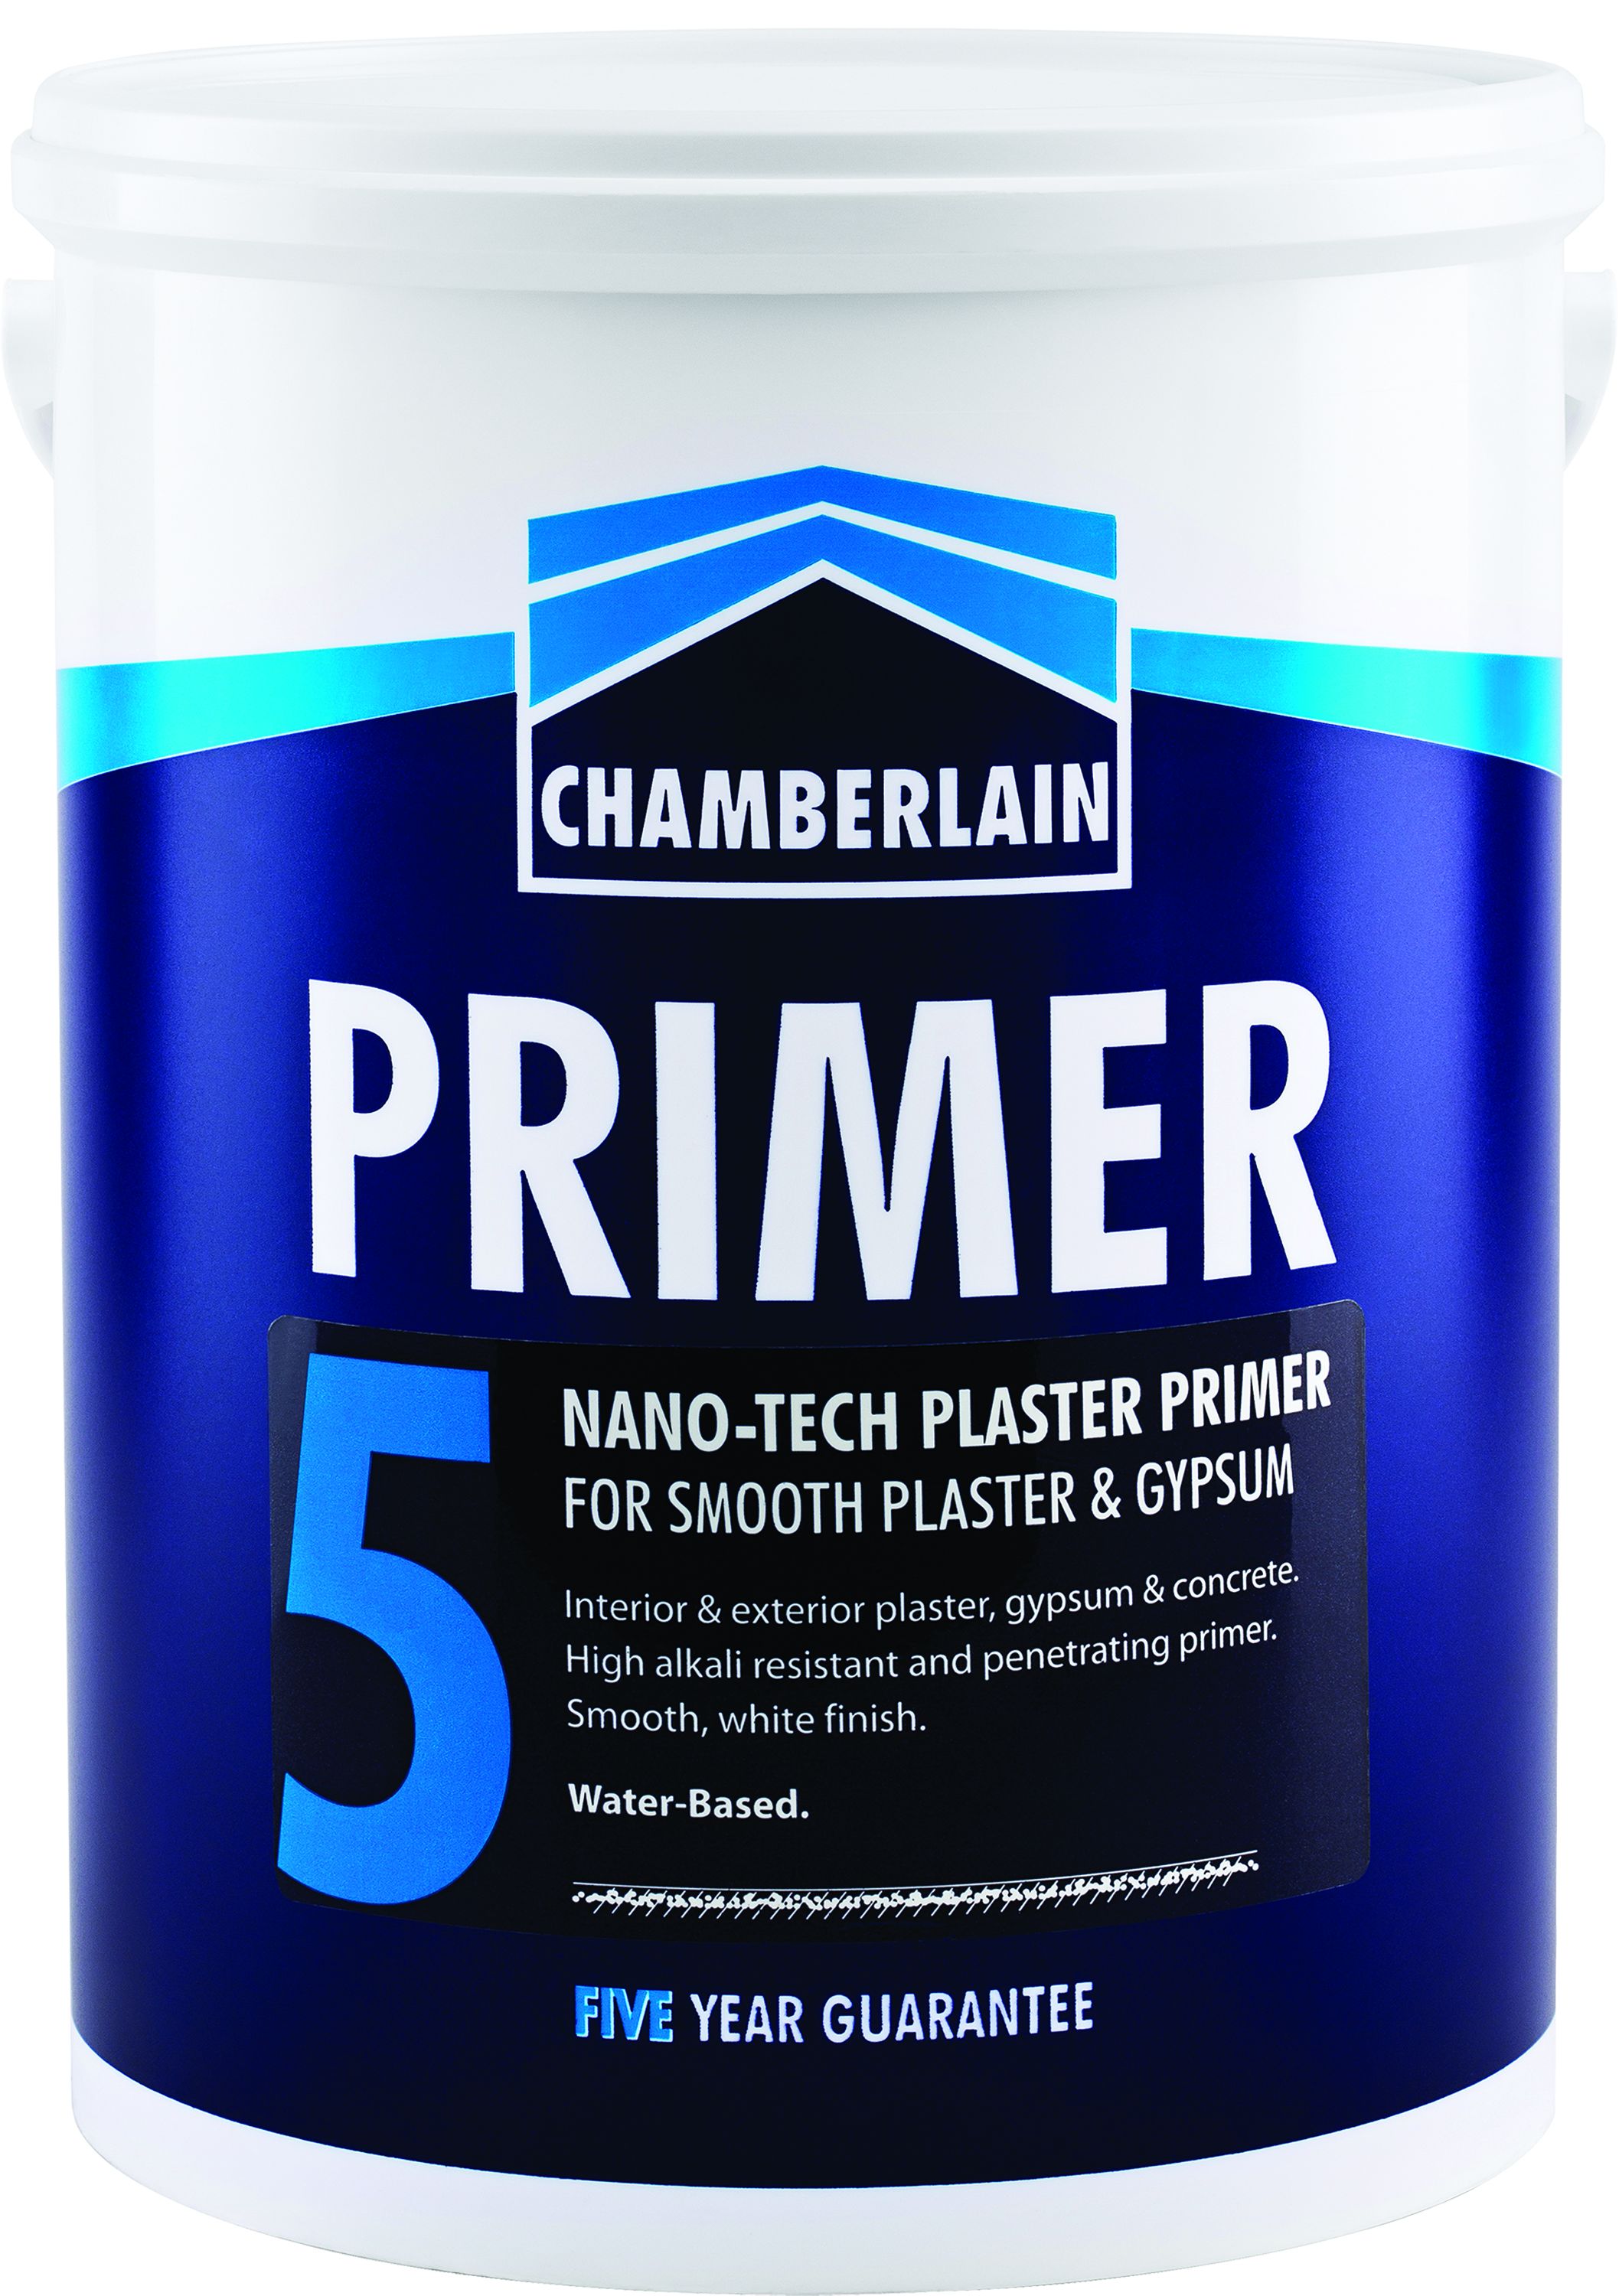 CHAMBERLAIN
PRIMER
5
NANO-TECH PLASTER PRIMER
FOR SMOOTH PLASTER & GYPSUM
Interior & exterior plaster, gypsum & concrete.
High alkali resistant and penetrating primer.
Smooth, white finish.
Water-Based.
FIVE YEAR GUARANTEE